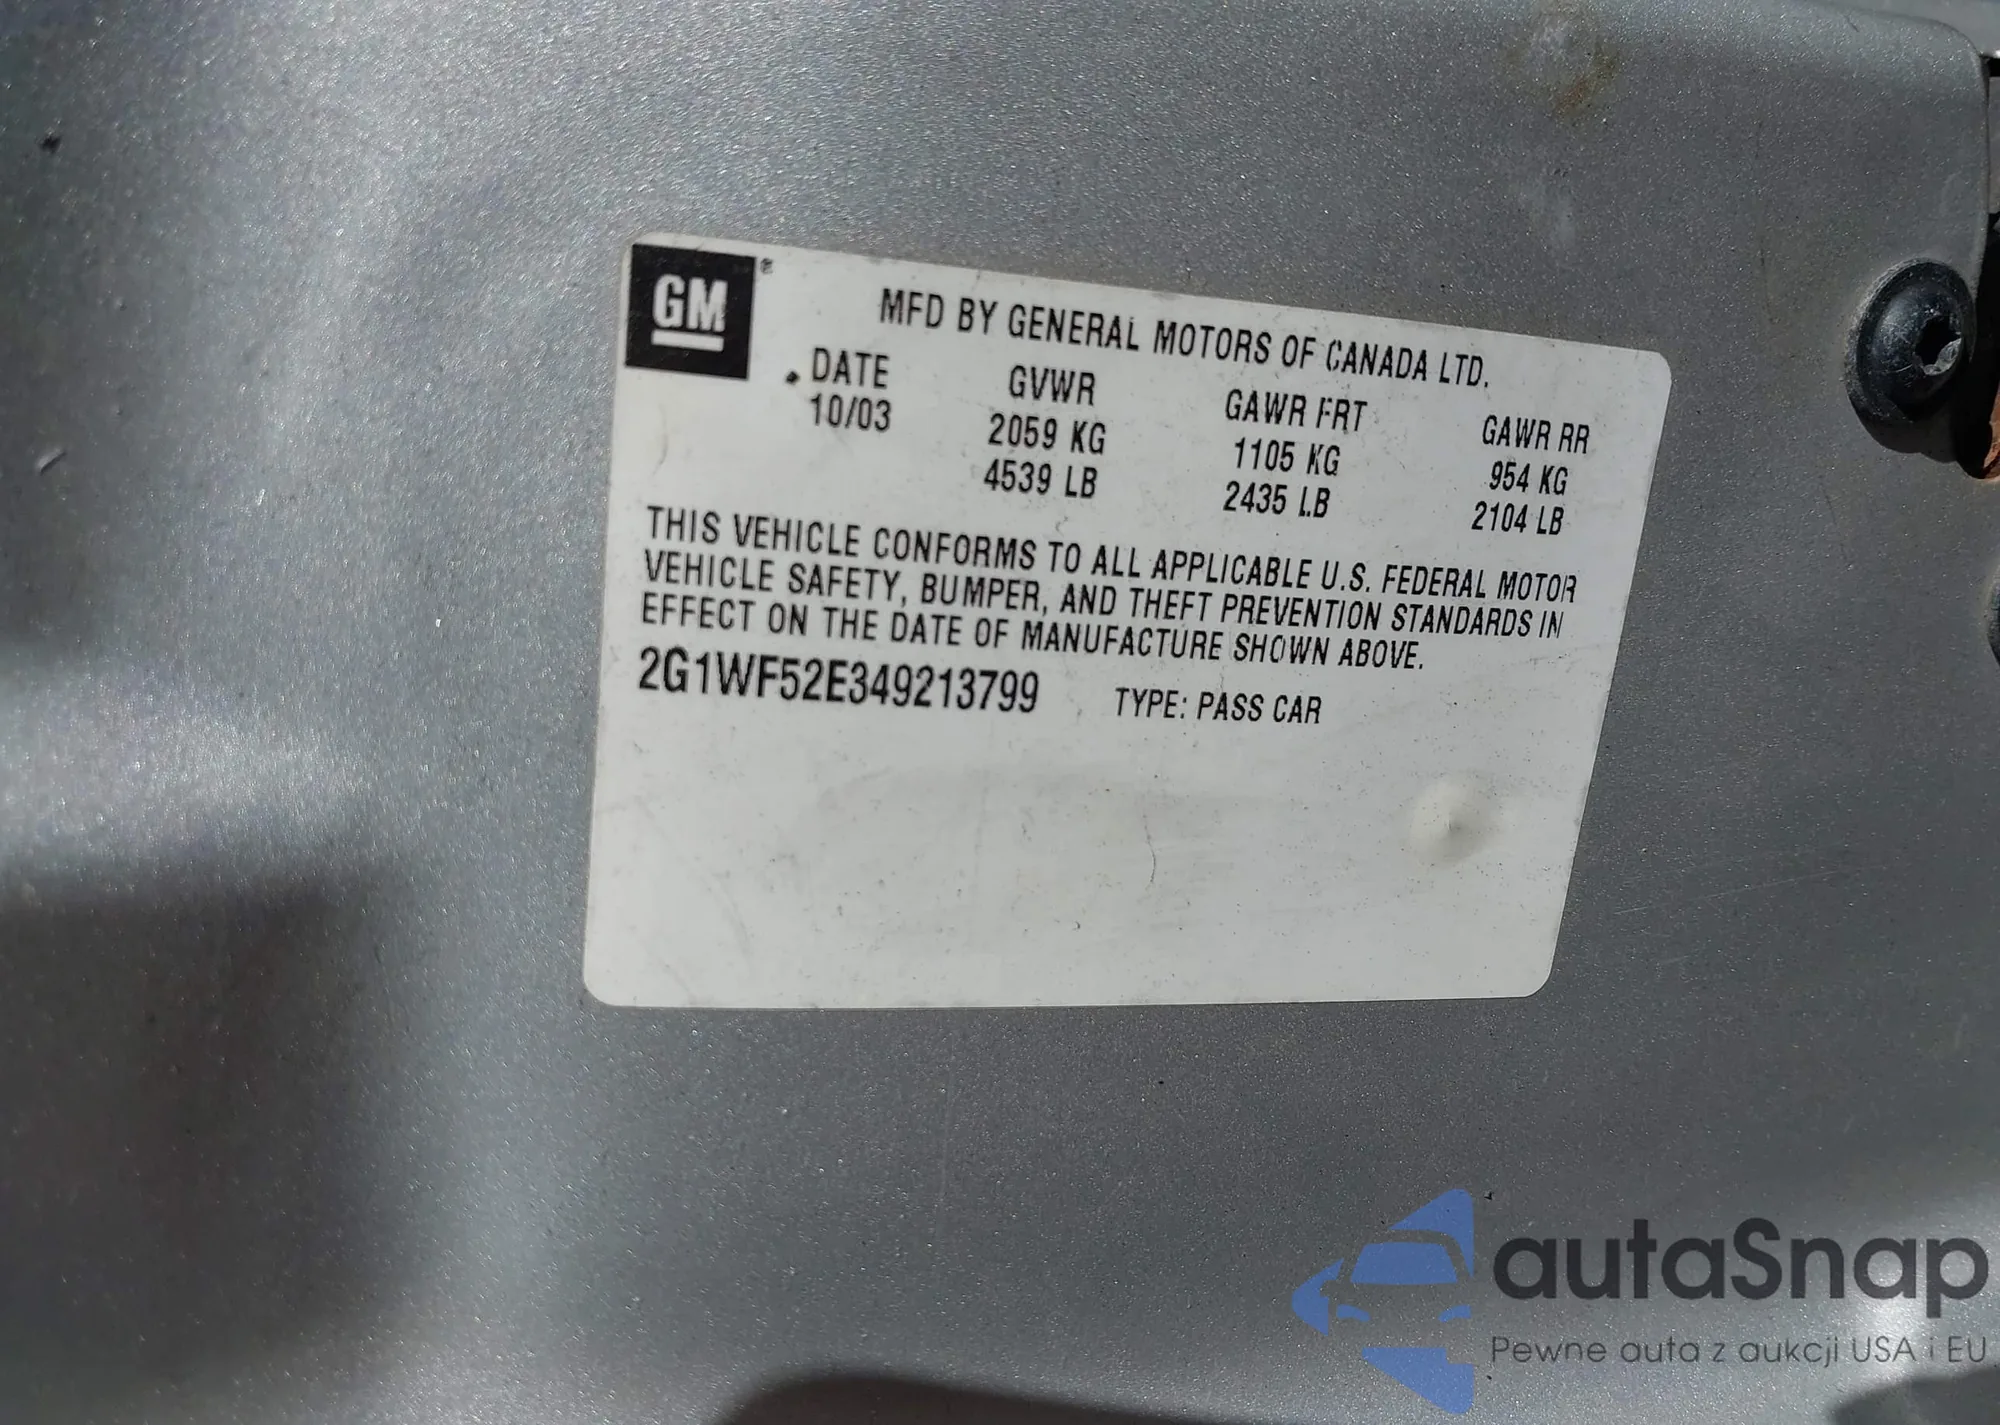 GM ®
MFD BY GENERAL MOTORS OF CANADA LTD.
DATE GVWR GAWR FRT GAWR RR
10/03 2059 KG 1105 KG 954 KG
4539 LB 2435 LB 2104 LB
THIS VEHICLE CONFORMS TO ALL APPLICABLE U.S. FEDERAL MOTOR
VEHICLE SAFETY, BUMPER, AND THEFT PREVENTION STANDARDS IN
EFFECT ON THE DATE OF MANUFACTURE SHOWN ABOVE.
2G1WF52E349213799 TYPE: PASS CAR
autaSnap
Pewne auta z aukcji USA i EU